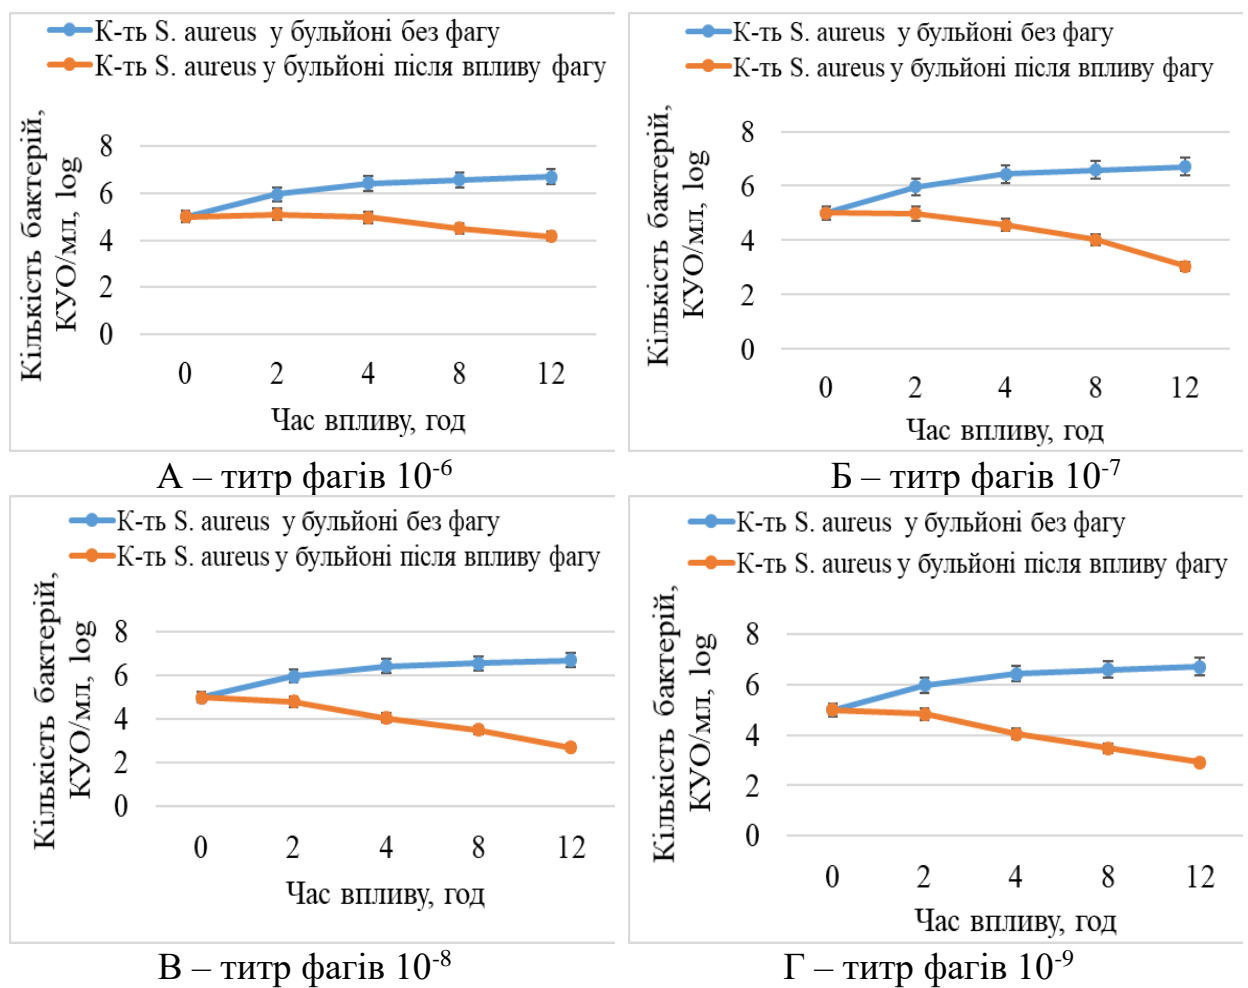 К-ть S. aureus у бульйоні без фагу
К-ть S. aureus у бульйоні після впливу фагу
Кількість бактерій,
КУО/мл, log
8
6
4
2
0
0 2 4 8 12
Час впливу, год
А – титр фагів 10⁻⁶
К-ть S. aureus у бульйоні без фагу
К-ть S. aureus у бульйоні після впливу фагу
Кількість бактерій,
КУО/мл, log
8
6
4
2
0
0 2 4 8 12
Час впливу, год
Б – титр фагів 10⁻⁷
К-ть S. aureus у бульйоні без фагу
К-ть S. aureus у бульйоні після впливу фагу
Кількість бактерій,
КУО/мл, log
8
6
4
2
0
0 2 4 8 12
Час впливу, год
В – титр фагів 10⁻⁸
К-ть S. aureus у бульйоні без фагу
К-ть S. aureus у бульйоні після впливу фагу
Кількість бактерій,
КУО/мл, log
8
6
4
2
0
0 2 4 8 12
Час впливу, год
Г – титр фагів 10⁻⁹